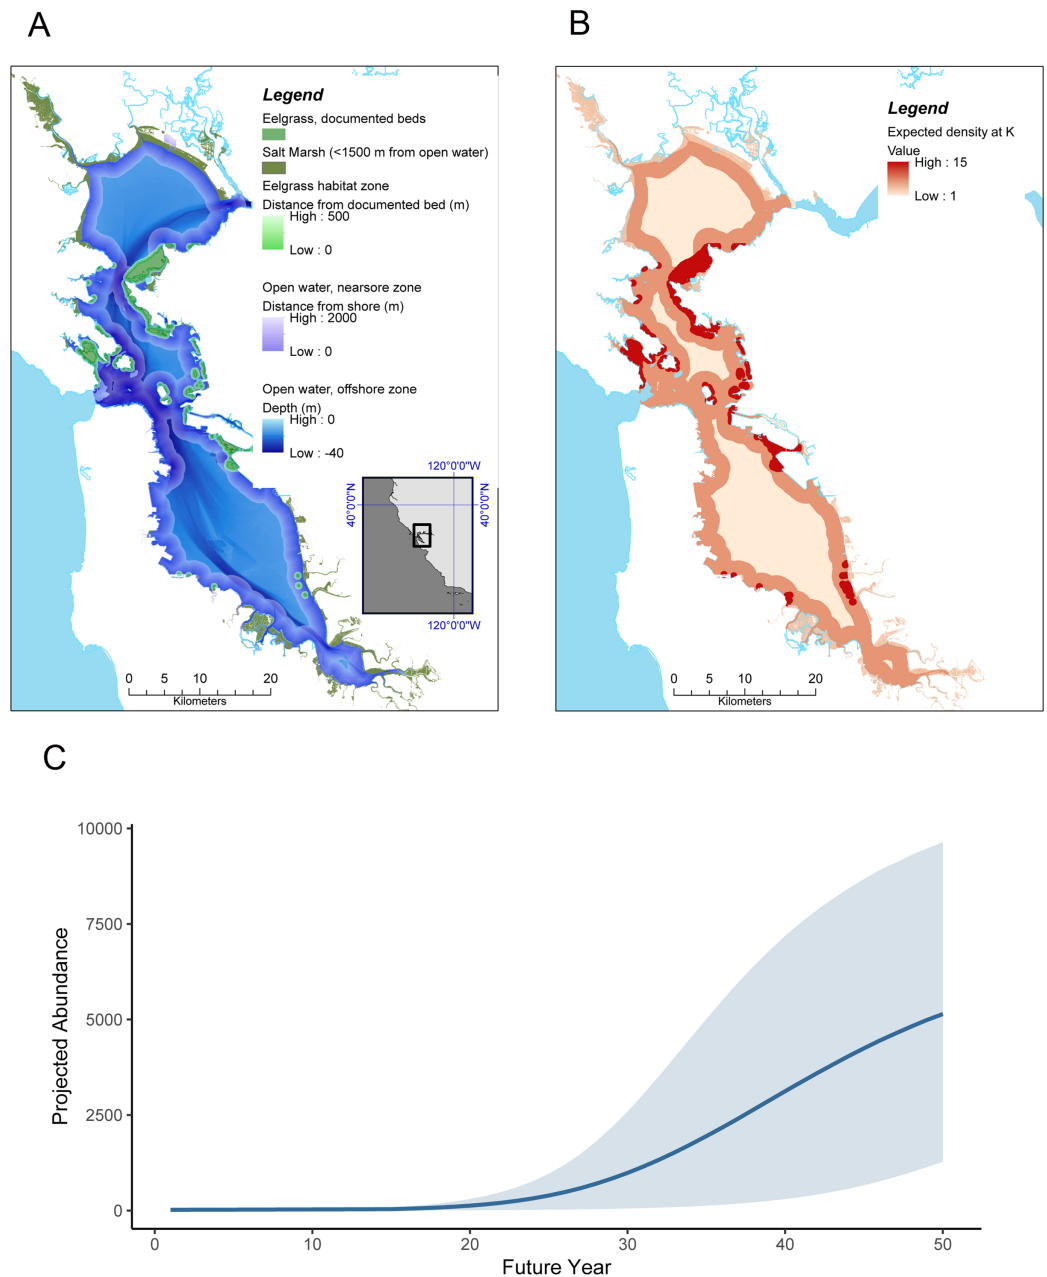 A
Legend
Eelgrass, documented beds
Salt Marsh (<1500 m from open water)
Eelgrass habitat zone
Distance from documented bed (m)
High : 500
Low : 0
Open water, nearsore zone
Distance from shore (m)
High : 2000
Low : 0
Open water, offshore zone
Depth (m)
High : 0
Low : -40
120°0'0"W
40°0'0"N
40°0'0"N
120°0'0"W
0 5 10 20
Kilometers
B
Legend
Expected density at K
Value
High : 15
Low : 1
0 5 10 20
Kilometers
C
10000
7500
5000
2500
0
Projected Abundance
0 10 20 30 40 50
Future Year